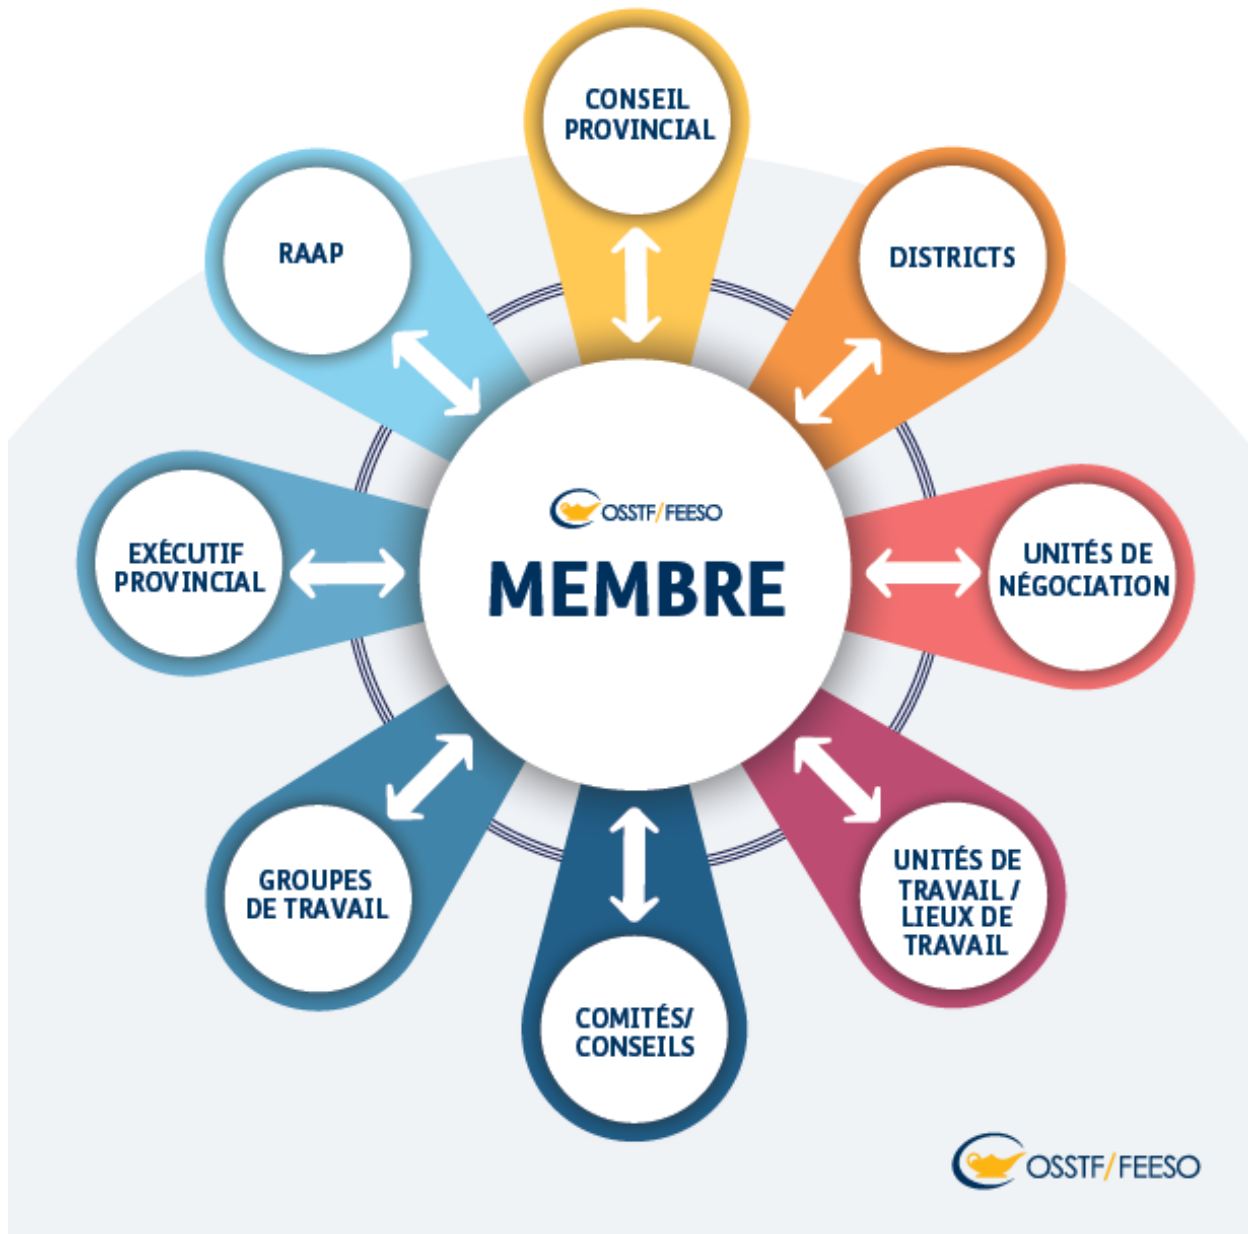 CONSEIL
PROVINCIAL
RAAP
DISTRICTS
EXÉCUTIF
PROVINCIAL
OSSTF/FEESO
MEMBRE
UNITÉS DE
NÉGOCIATION
GROUPES
DE TRAVAIL
UNITÉS DE
TRAVAIL /
LIEUX DE
TRAVAIL
COMITÉS/
CONSEILS
OSSTF/FEESO